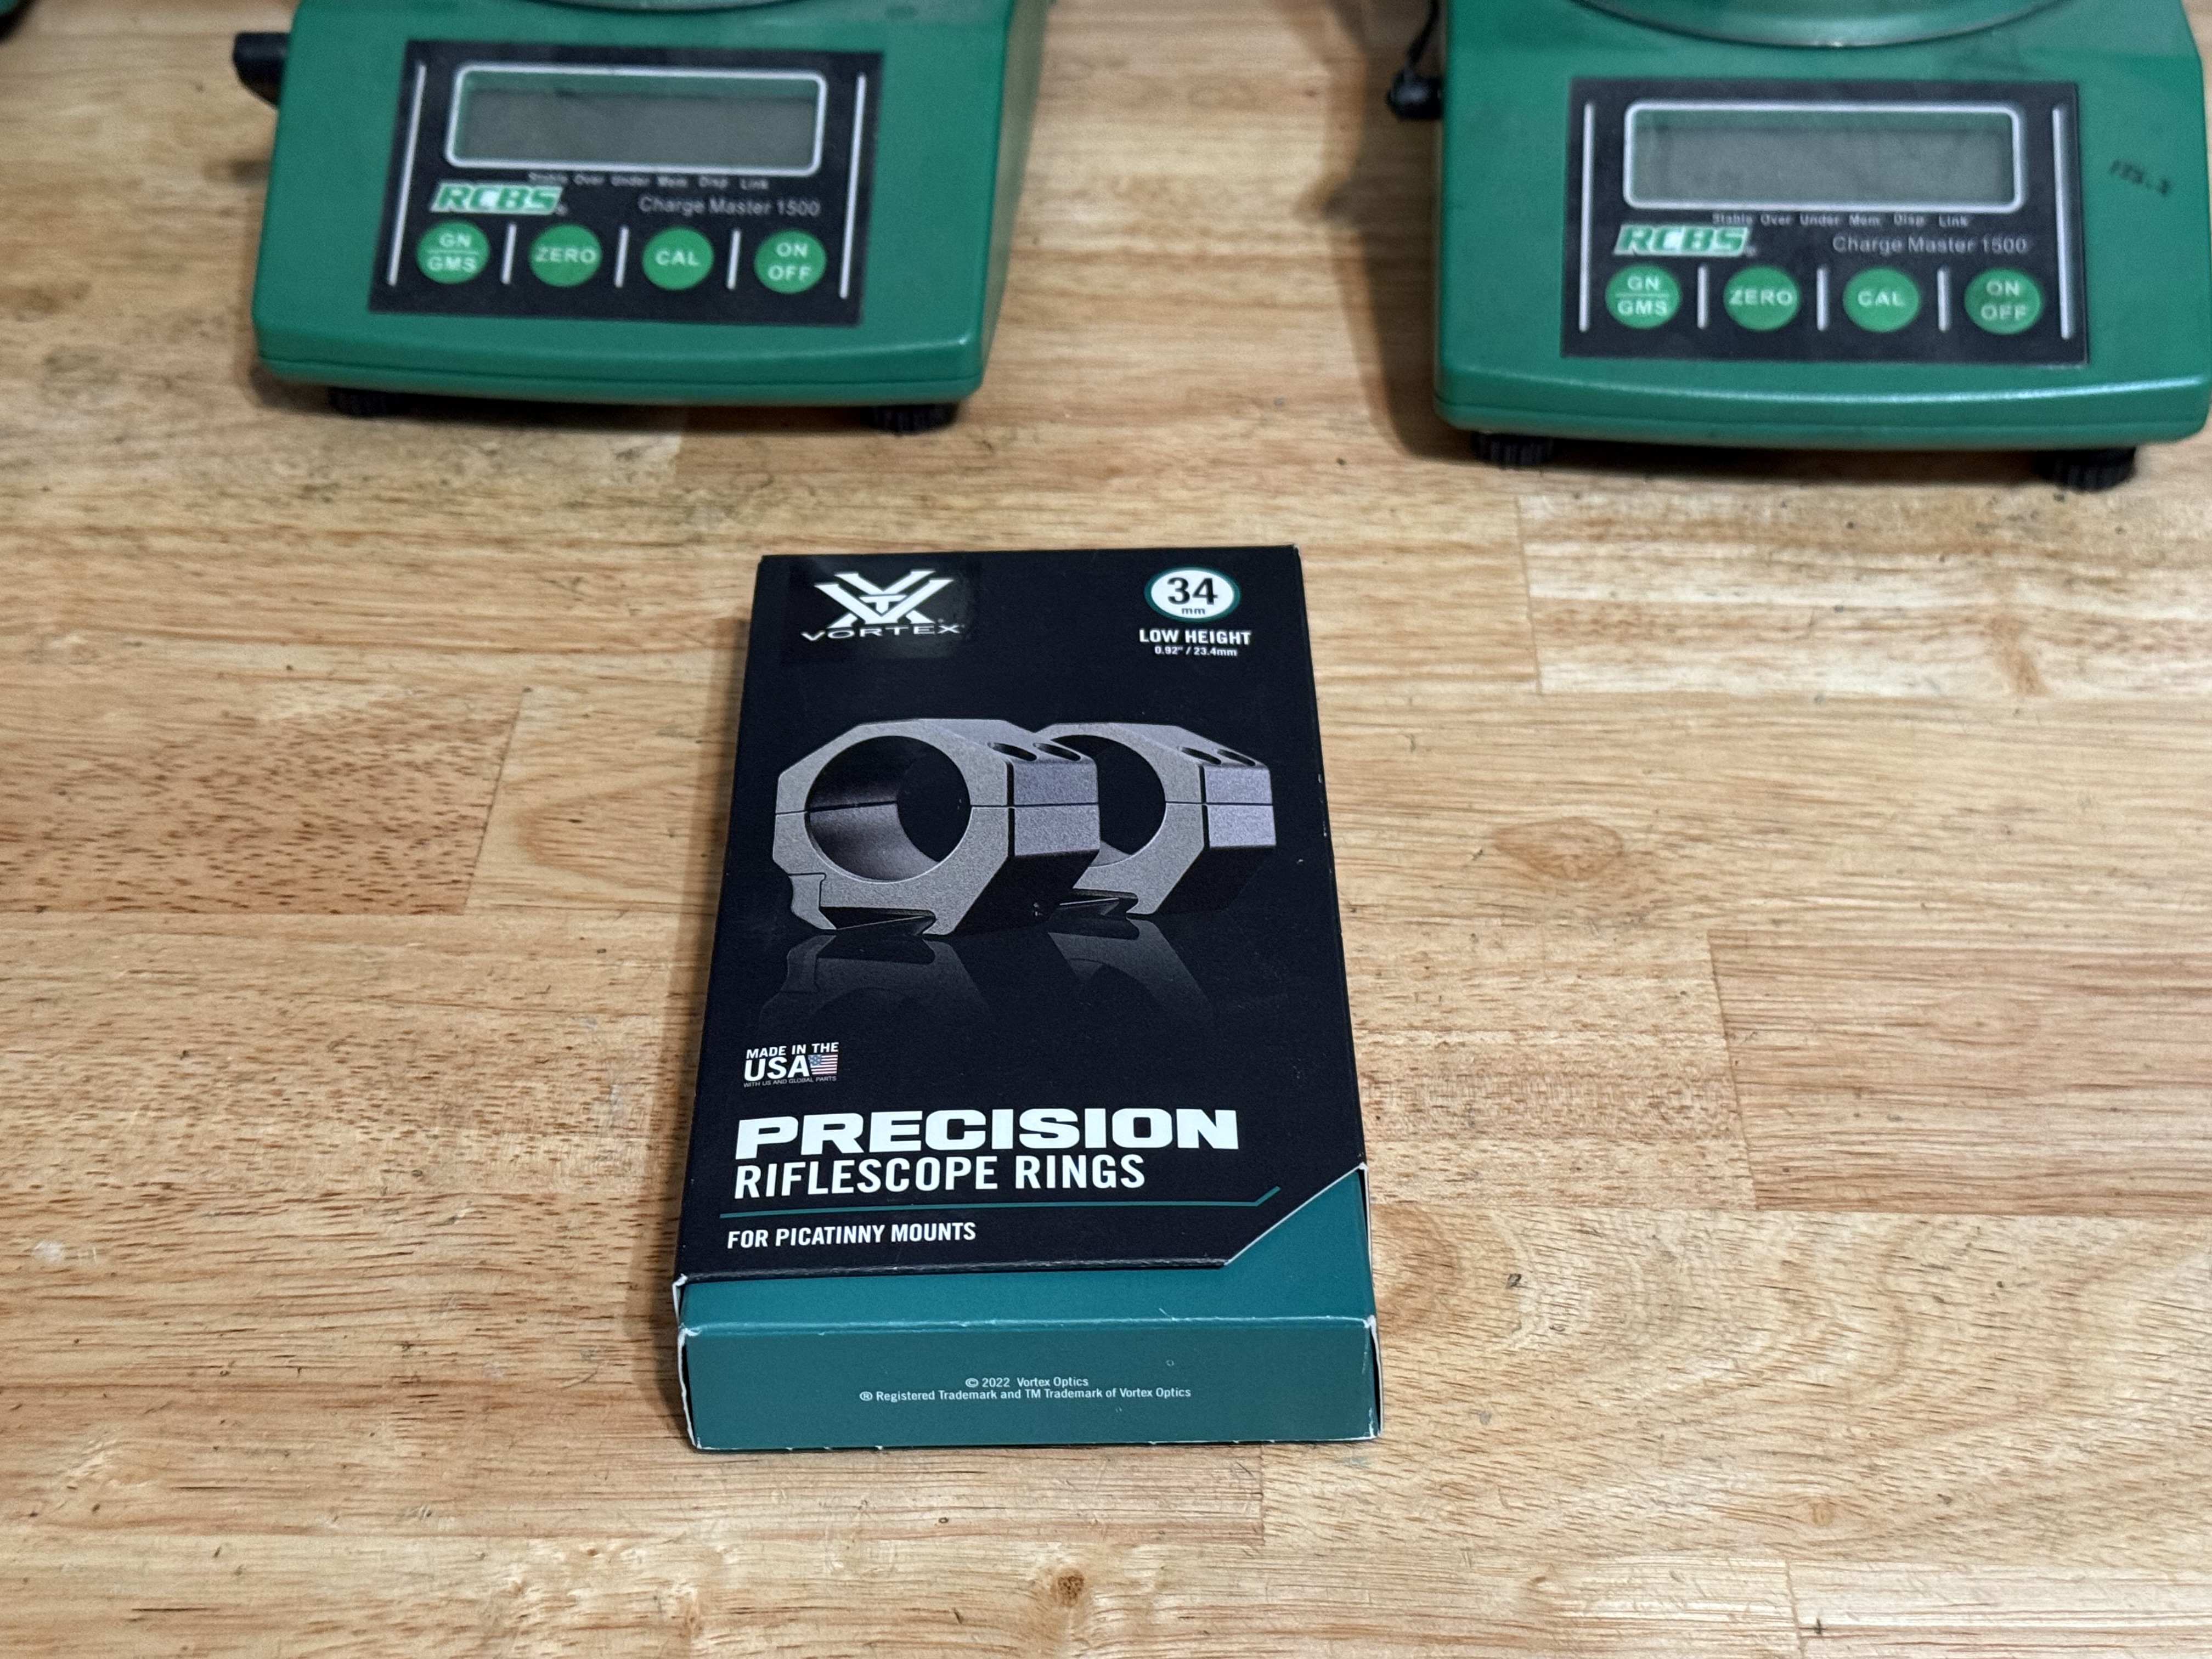 Stable Over Under Mem Disp Link
RCBS
Charge Master 1500
GN
GMS
ZERO
CAL
ON
OFF
Stable Over Under Mem Disp Link
RCBS
Charge Master 1500
GN
GMS
ZERO
CAL
ON
OFF
VORTEX
34
mm
LOW HEIGHT
0.92" / 23.4mm
MADE IN THE
USA
WITH US AND GLOBAL PARTS
PRECISION
RIFLESCOPE RINGS
FOR PICATINNY MOUNTS
© 2022 Vortex Optics
® Registered Trademark and TM Trademark of Vortex Optics